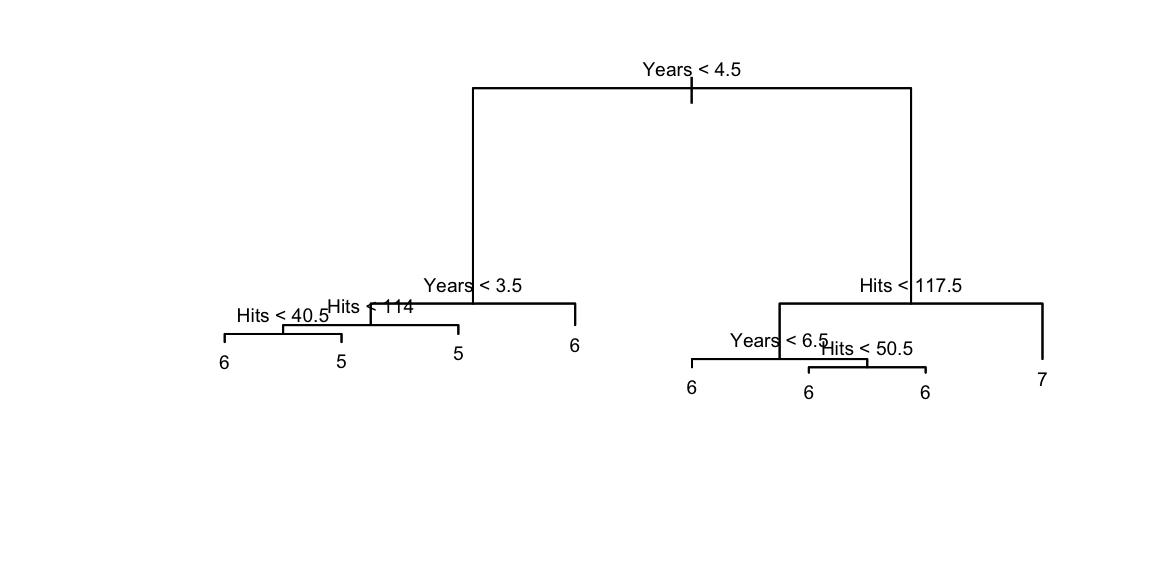 Years < 4.5
Years < 3.5
Hits < 117.5
Hits < 114
Hits < 40.5
Years < 6.5
Hits < 50.5
6
5
5
6
6
6
6
7